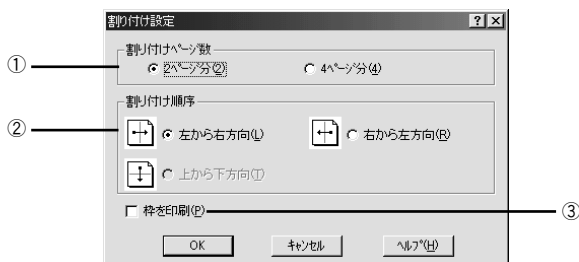 割り付け設定
? ×
割り付けページ数
①
2ページ分(2) 4ページ分(4)
割り付け順序
②
左から右方向(L) 右から左方向(R)
上から下方向(T)
枠を印刷(P)
③
OK キャンセル ヘルプ(H)